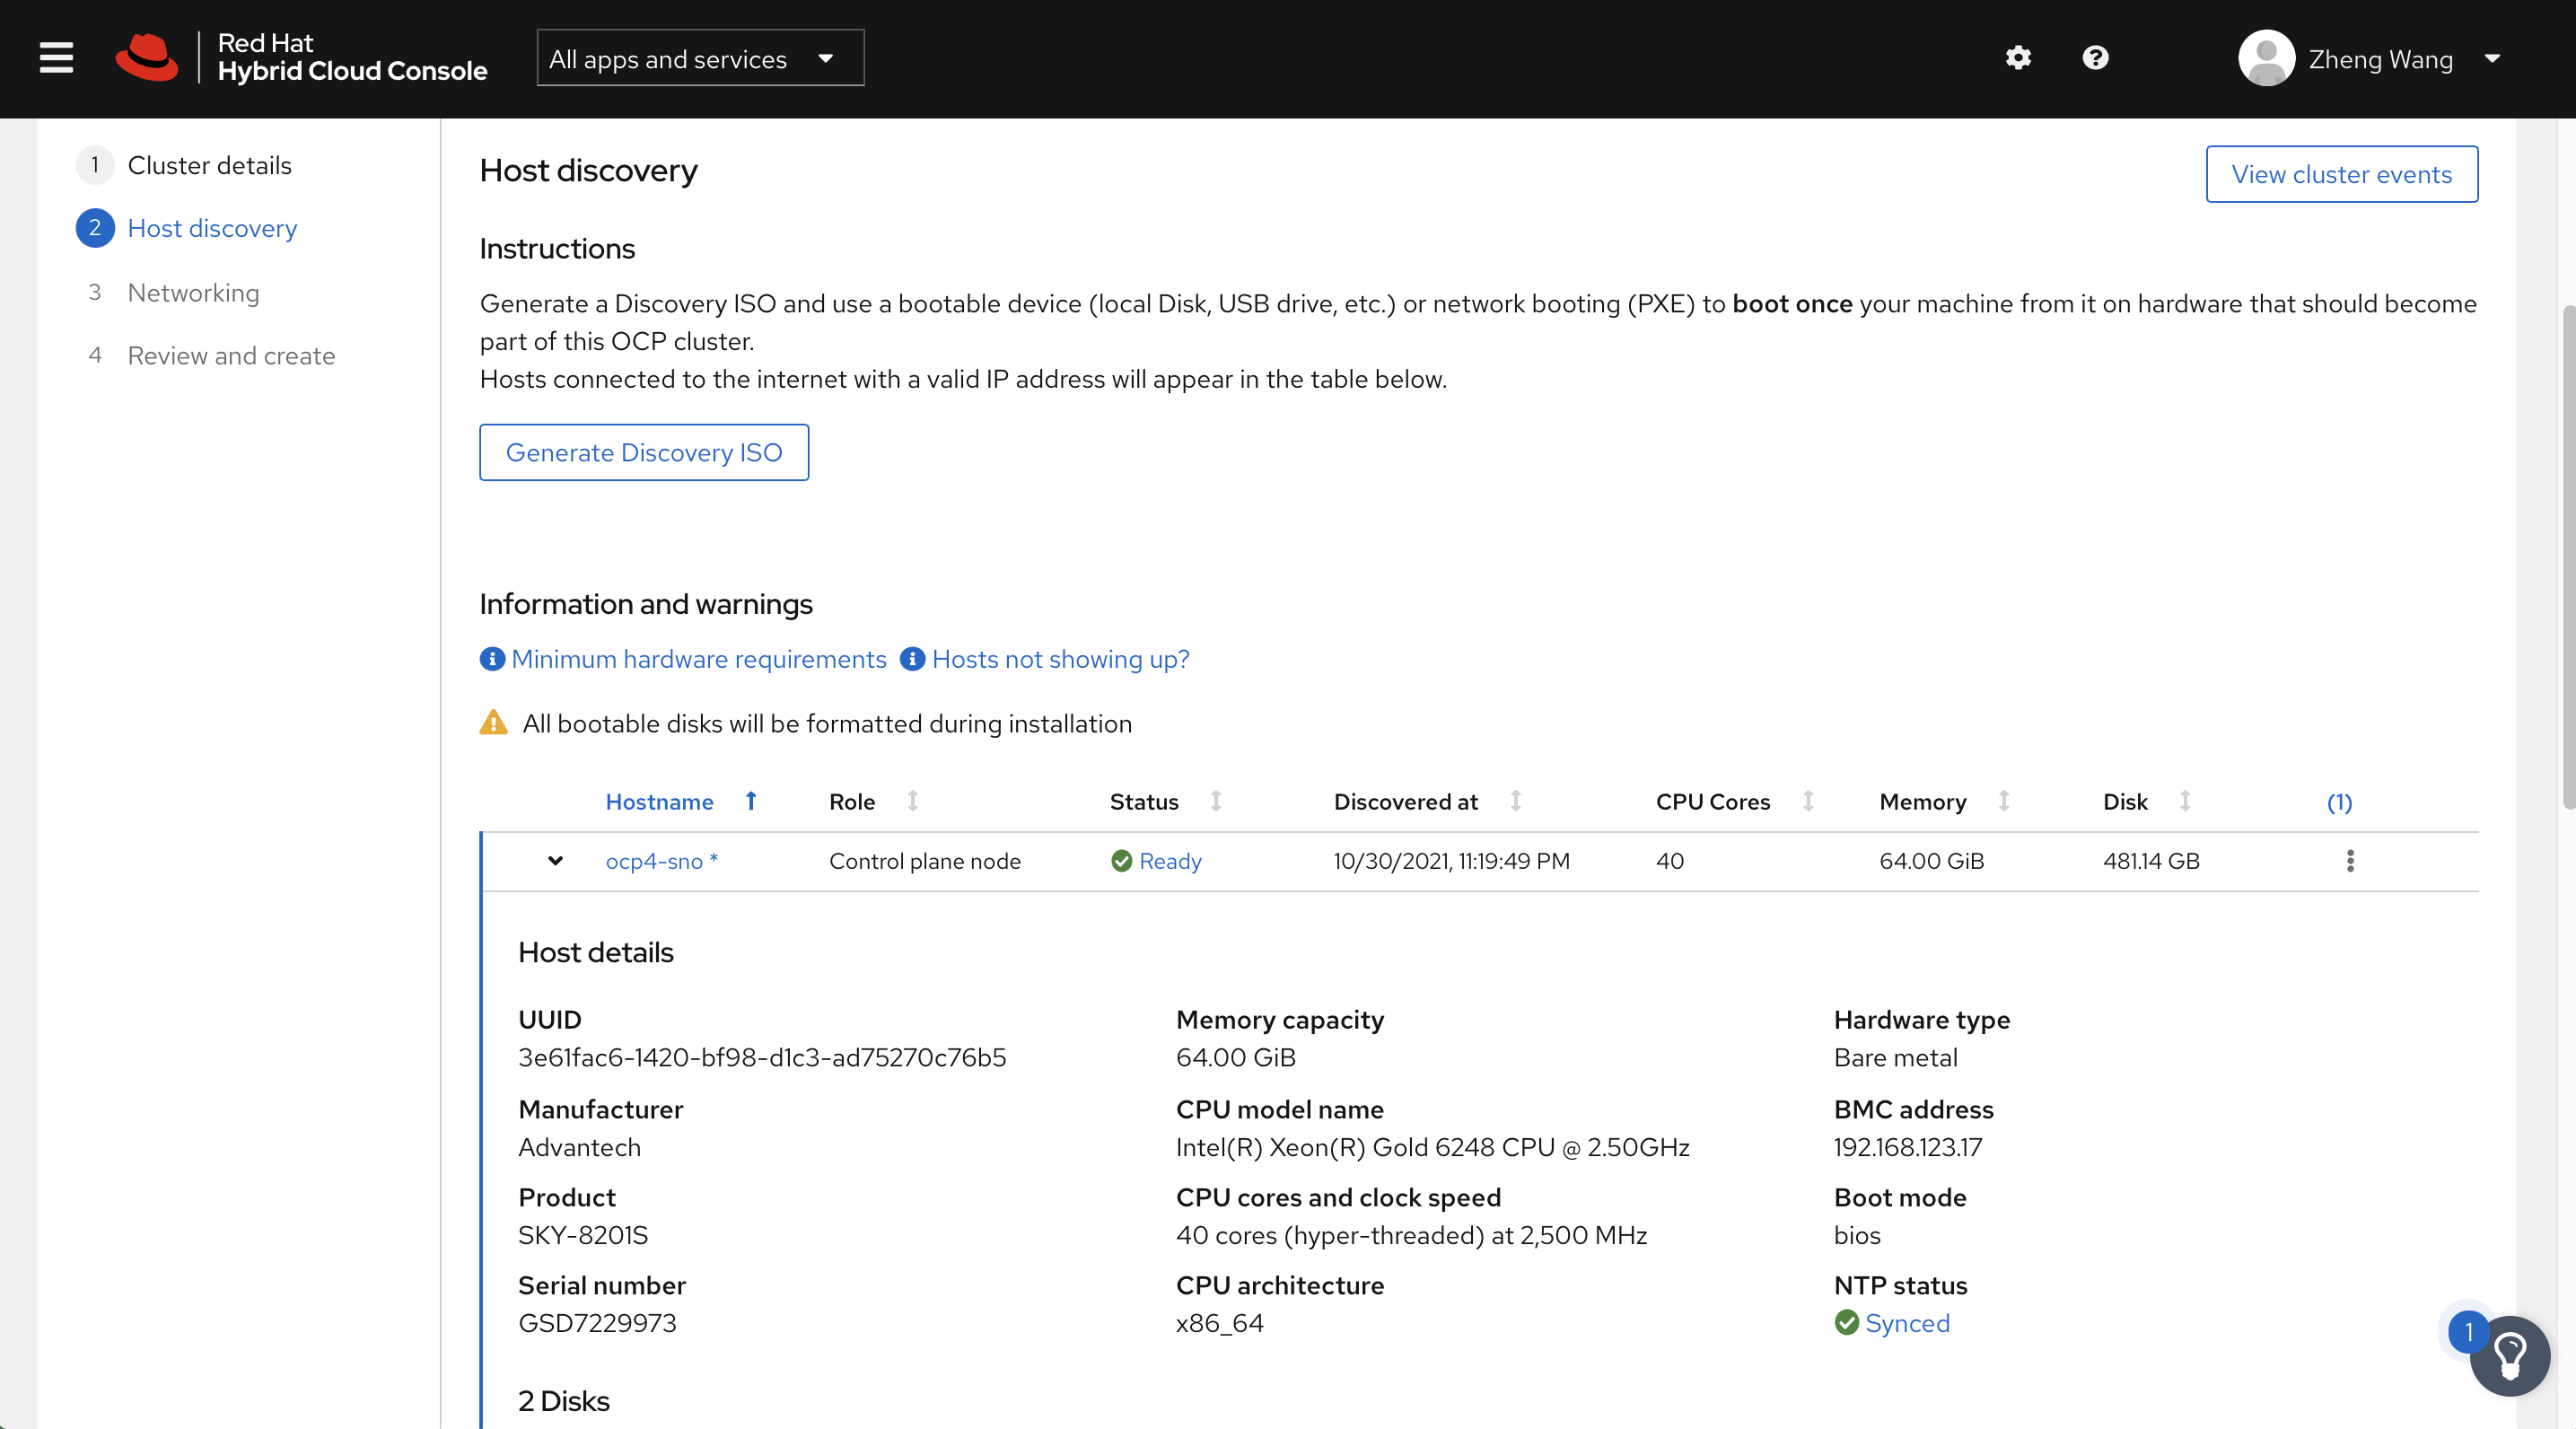 Red Hat
Hybrid Cloud Console
All apps and services
Zheng Wang
1 Cluster details
2 Host discovery
3 Networking
4 Review and create
Host discovery
View cluster events
Instructions
Generate a Discovery ISO and use a bootable device (local Disk, USB drive, etc.) or network booting (PXE) to boot once your machine from it on hardware that should become
part of this OCP cluster.
Hosts connected to the internet with a valid IP address will appear in the table below.
Generate Discovery ISO
Information and warnings
Minimum hardware requirements Hosts not showing up?
All bootable disks will be formatted during installation
Hostname Role Status Discovered at CPU Cores Memory Disk (1)
ocp4-sno * Control plane node Ready 10/30/2021, 11:19:49 PM 40 64.00 GiB 481.14 GB
Host details
UUID
3e61fac6-1420-bf98-d1c3-ad75270c76b5
Manufacturer
Advantech
Product
SKY-8201S
Serial number
GSD7229973
Memory capacity
64.00 GiB
CPU model name
Intel(R) Xeon(R) Gold 6248 CPU @ 2.50GHz
CPU cores and clock speed
40 cores (hyper-threaded) at 2,500 MHz
CPU architecture
x86_64
Hardware type
Bare metal
BMC address
192.168.123.17
Boot mode
bios
NTP status
Synced
2 Disks
1